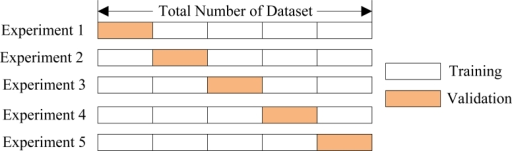 Total Number of Dataset
Experiment 1
Experiment 2
Experiment 3
Experiment 4
Experiment 5
Training
Validation